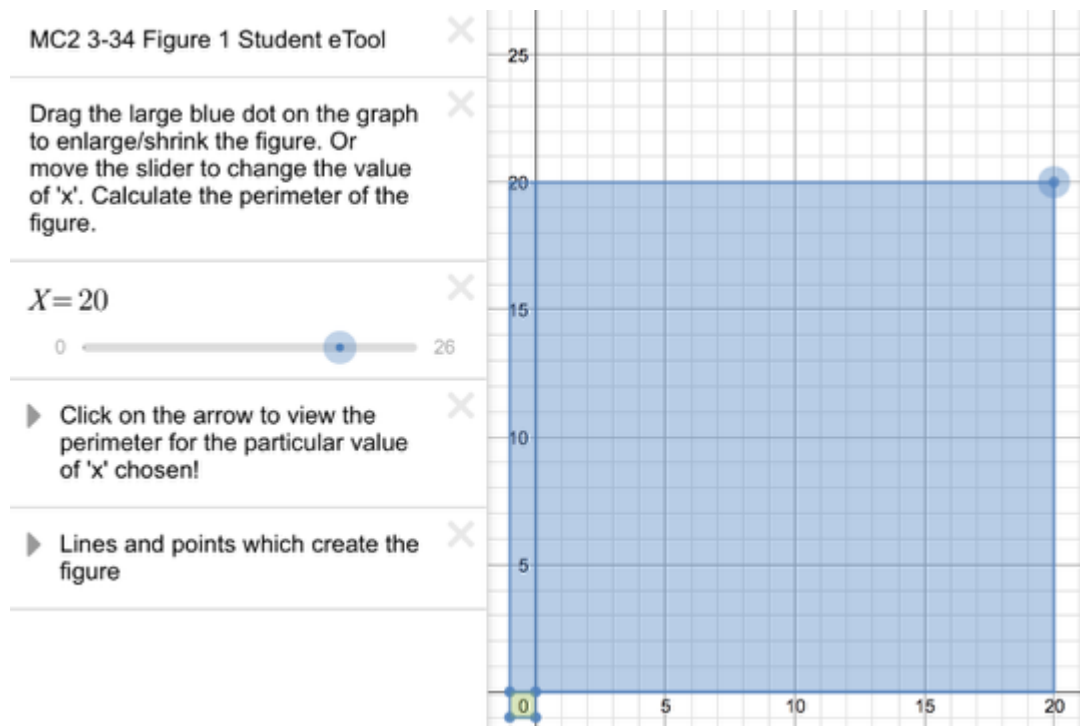 MC2 3-34 Figure 1 Student eTool
Drag the large blue dot on the graph
to enlarge/shrink the figure. Or
move the slider to change the value
of 'x'. Calculate the perimeter of the
figure.
X=20
0
26
Click on the arrow to view the
perimeter for the particular value
of 'x' chosen!
Lines and points which create the
figure
25
20
15
10
5
0
5
10
15
20